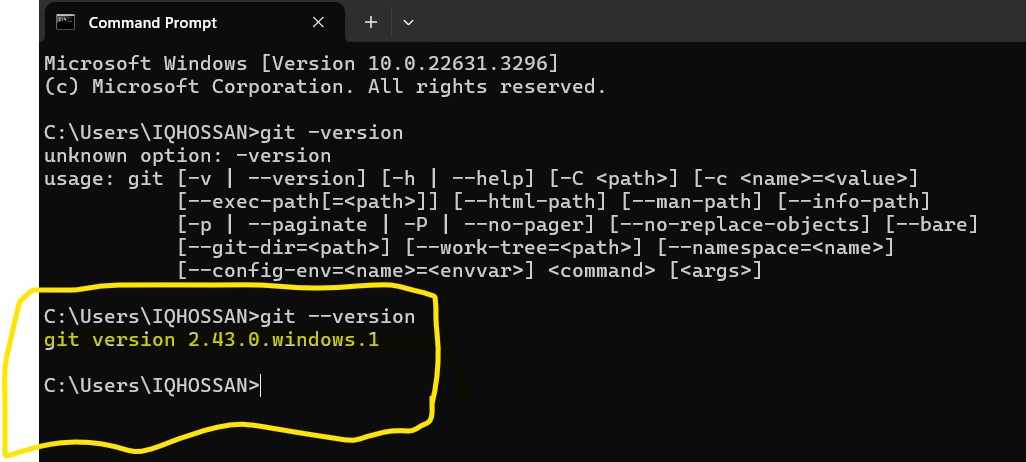 Command Prompt
Microsoft Windows [Version 10.0.22631.3296]
(c) Microsoft Corporation. All rights reserved.
C:\Users\IQHOSSAN>git -version
unknown option: -version
usage: git [-v | --version] [-h | --help] [-C <path>] [-c <name>=<value>]
[--exec-path[=<path>]] [--html-path] [--man-path] [--info-path]
[-p | --paginate | -P | --no-pager] [--no-replace-objects] [--bare]
[--git-dir=<path>] [--work-tree=<path>] [--namespace=<name>]
[--config-env=<name>=<envvar>] <command> [<args>]
C:\Users\IQHOSSAN>git --version
git version 2.43.0.windows.1
C:\Users\IQHOSSAN>